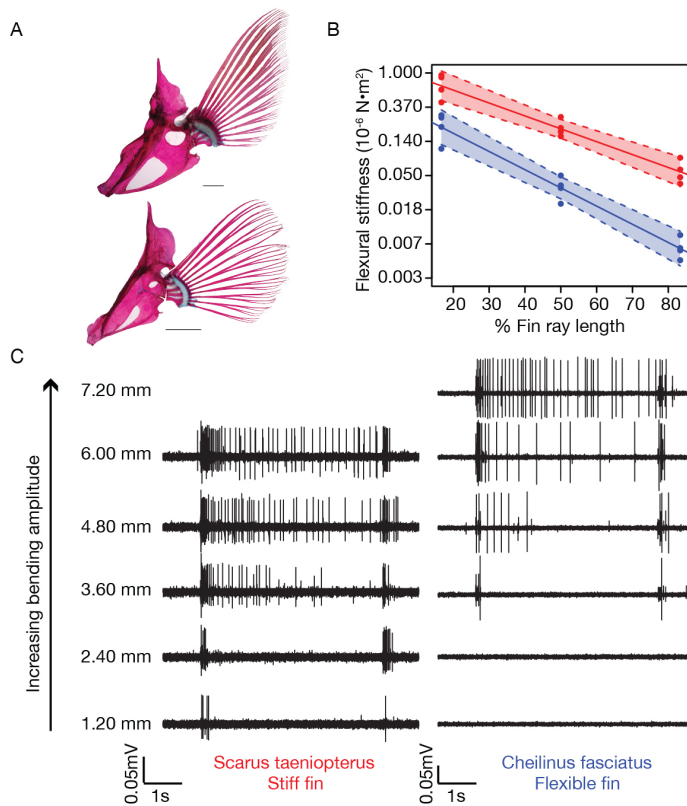 A
B
Flexural stiffness (10⁻⁶ N•m²)
1.000
0.370
0.140
0.050
0.018
0.007
0.003
20 30 40 50 60 70 80
% Fin ray length
C
Increasing bending amplitude
7.20 mm
6.00 mm
4.80 mm
3.60 mm
2.40 mm
1.20 mm
0.05mV
1s
Scarus taeniopterus
Stiff fin
0.05mV
1s
Cheilinus fasciatus
Flexible fin